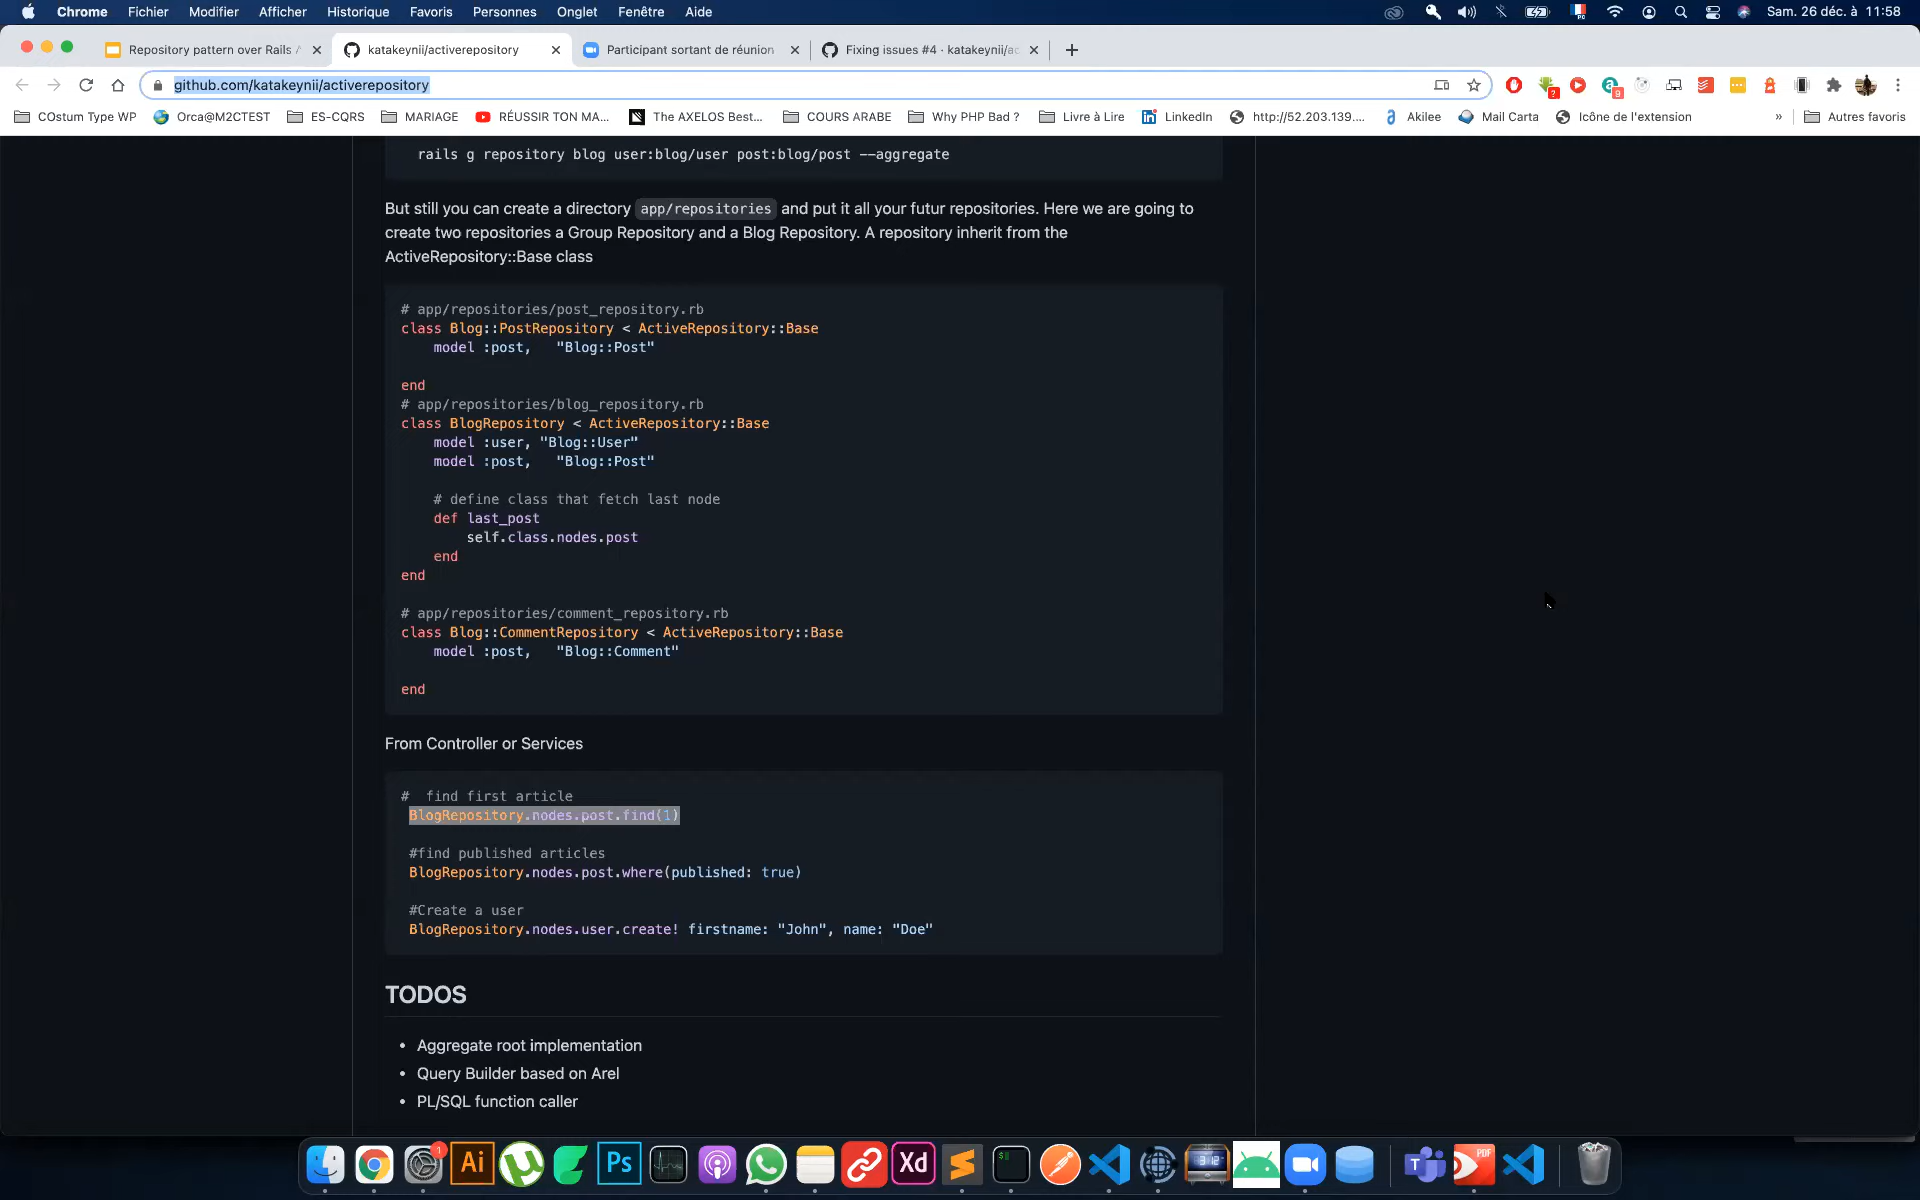 Chrome Fichier Modifier Afficher Historique Favoris Personnes Onglet Fenêtre Aide Sam. 26 déc. à 11:58
Repository pattern over Rails
katakeynii/activerepository
Participant sortant de réunion
Fixing issues #4 · katakeynii/ac
github.com/katakeynii/activerepository
COstum Type WP
Orca@M2CTEST
ES-CQRS
MARIAGE
RÉUSSIR TON MA...
The AXELOS Best...
COURS ARABE
Why PHP Bad ?
Livre à Lire
LinkedIn
http://52.203.139....
Akilee
Mail Carta
Icône de l'extension
»
Autres favoris
rails g repository blog user:blog/user post:blog/post --aggregate
But still you can create a directory app/repositories and put it all your futur repositories. Here we are going to
create two repositories a Group Repository and a Blog Repository. A repository inherit from the
ActiveRepository::Base class
# app/repositories/post_repository.rb
class Blog::PostRepository < ActiveRepository::Base
model :post, "Blog::Post"
end
# app/repositories/blog_repository.rb
class BlogRepository < ActiveRepository::Base
model :user, "Blog::User"
model :post, "Blog::Post"
# define class that fetch last node
def last_post
self.class.nodes.post
end
end
# app/repositories/comment_repository.rb
class Blog::CommentRepository < ActiveRepository::Base
model :post, "Blog::Comment"
end
From Controller or Services
# find first article
BlogRepository.nodes.post.find(1)
#find published articles
BlogRepository.nodes.post.where(published: true)
#Create a user
BlogRepository.nodes.user.create! firstname: "John", name: "Doe"
TODOS
• Aggregate root implementation
• Query Builder based on Arel
• PL/SQL function caller
1
Ai
Ps
Xd
PDF